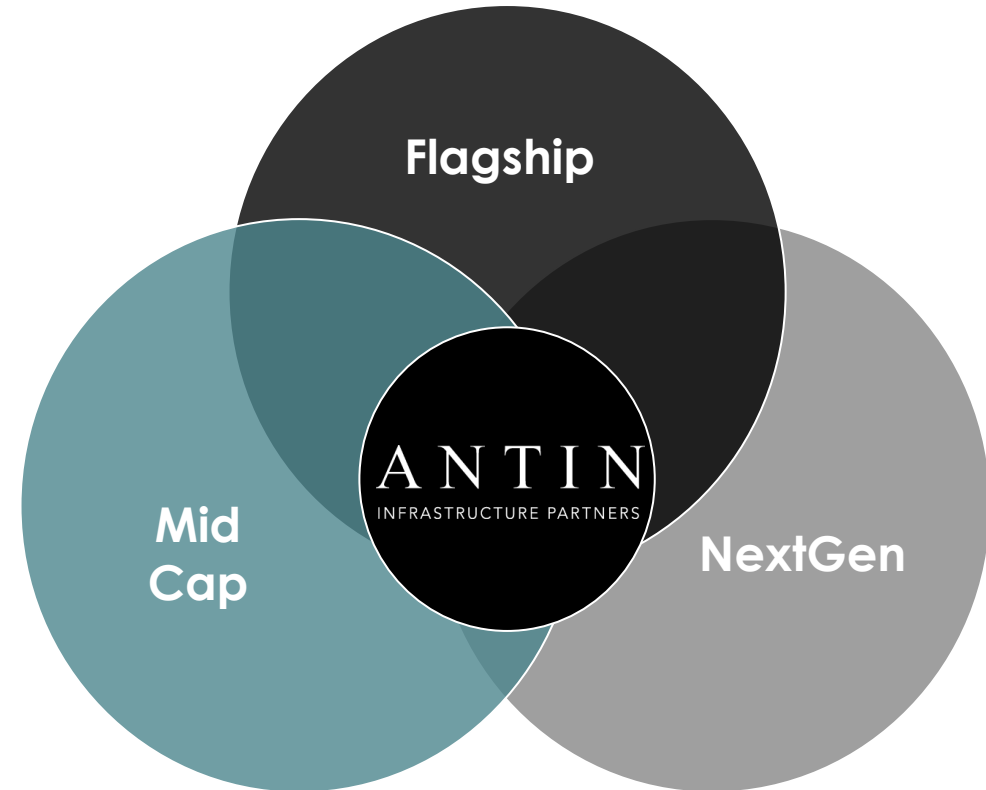 Flagship
ANTIN
INFRASTRUCTURE PARTNERS
Mid
Cap
NextGen